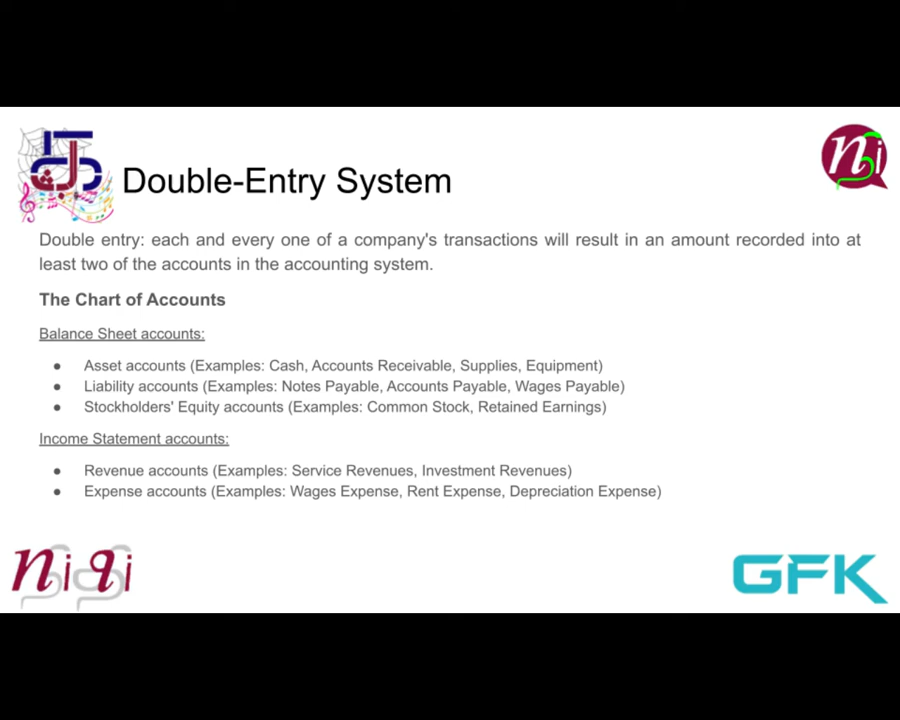 Double-Entry System
Double entry: each and every one of a company's transactions will result in an amount recorded into at
least two of the accounts in the accounting system.
The Chart of Accounts
Balance Sheet accounts:
● Asset accounts (Examples: Cash, Accounts Receivable, Supplies, Equipment)
● Liability accounts (Examples: Notes Payable, Accounts Payable, Wages Payable)
● Stockholders' Equity accounts (Examples: Common Stock, Retained Earnings)
Income Statement accounts:
● Revenue accounts (Examples: Service Revenues, Investment Revenues)
● Expense accounts (Examples: Wages Expense, Rent Expense, Depreciation Expense)
niqi
GFK